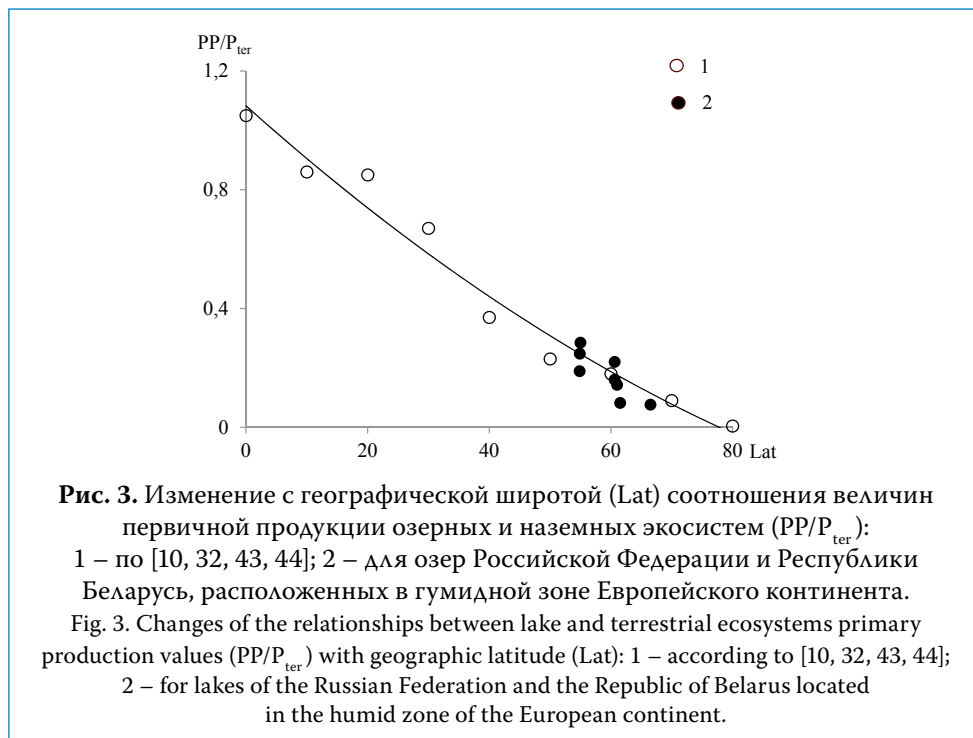 PP/P_ter
1,2
1
2
0,8
0,4
0
0 20 40 60 80 Lat
Рис. 3. Изменение с географической широтой (Lat) соотношения величин
первичной продукции озерных и наземных экосистем (PP/P_ter):
1 – по [10, 32, 43, 44]; 2 – для озер Российской Федерации и Республики
Беларусь, расположенных в гумидной зоне Европейского континента.
Fig. 3. Changes of the relationships between lake and terrestrial ecosystems primary
production values (PP/P_ter) with geographic latitude (Lat): 1 – according to [10, 32, 43, 44];
2 – for lakes of the Russian Federation and the Republic of Belarus located
in the humid zone of the European continent.